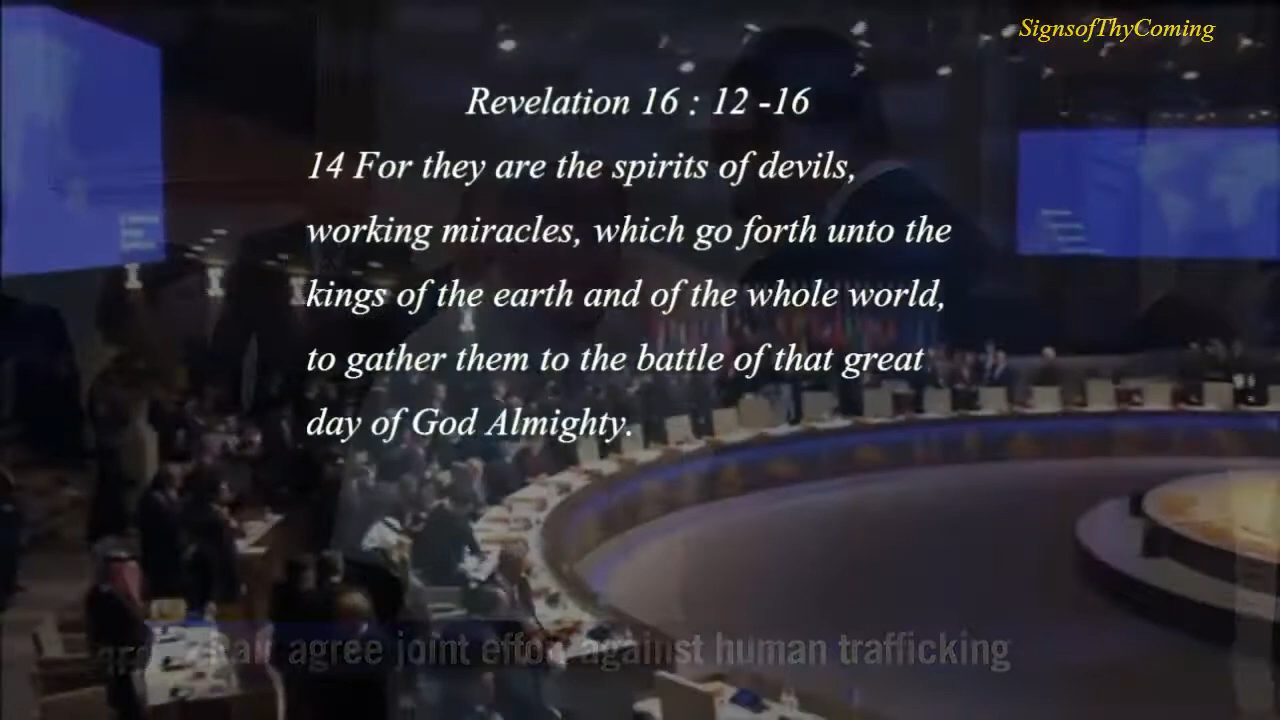 SignsofThyComing
Revelation 16 : 12 -16
14 For they are the spirits of devils,
working miracles, which go forth unto the
kings of the earth and of the whole world,
to gather them to the battle of that great
day of God Almighty.
agree joint effort against human trafficking